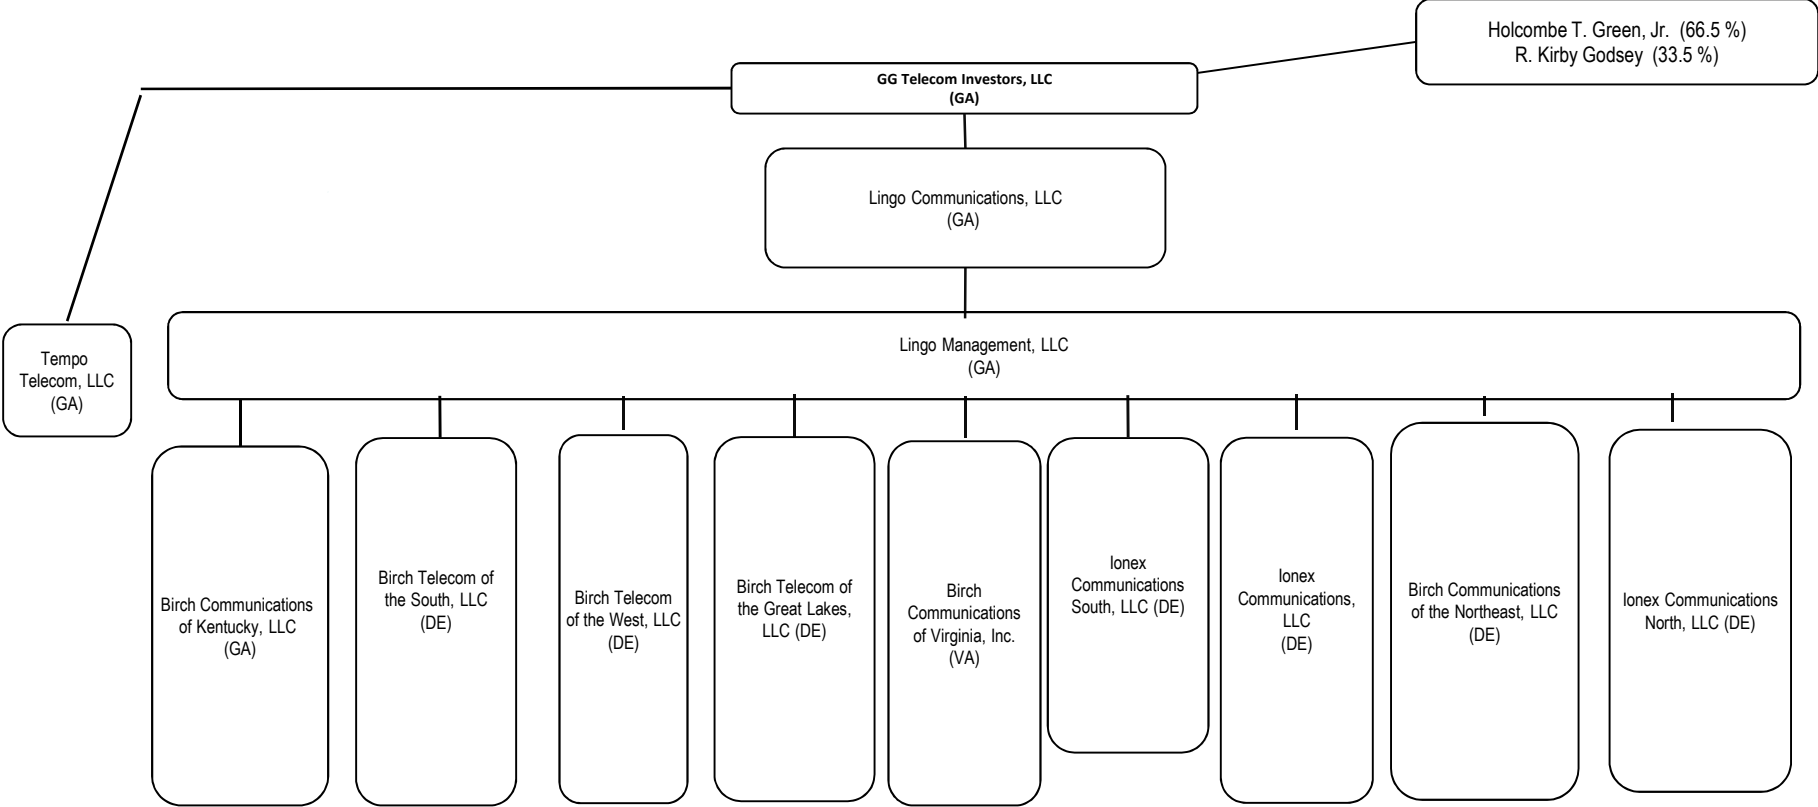 Holcombe T. Green, Jr. (66.5 %)
R. Kirby Godsey (33.5 %)
GG Telecom Investors, LLC
(GA)
Lingo Communications, LLC
(GA)
Lingo Management, LLC
(GA)
Tempo
Telecom, LLC
(GA)
Birch Communications
of Kentucky, LLC
(GA)
Birch Telecom of
the South, LLC
(DE)
Birch Telecom
of the West, LLC
(DE)
Birch Telecom of
the Great Lakes,
LLC (DE)
Birch
Communications
of Virginia, Inc.
(VA)
Ionex
Communications
South, LLC (DE)
Ionex
Communications,
LLC
(DE)
Birch Communications
of the Northeast, LLC
(DE)
Ionex Communications
North, LLC (DE)